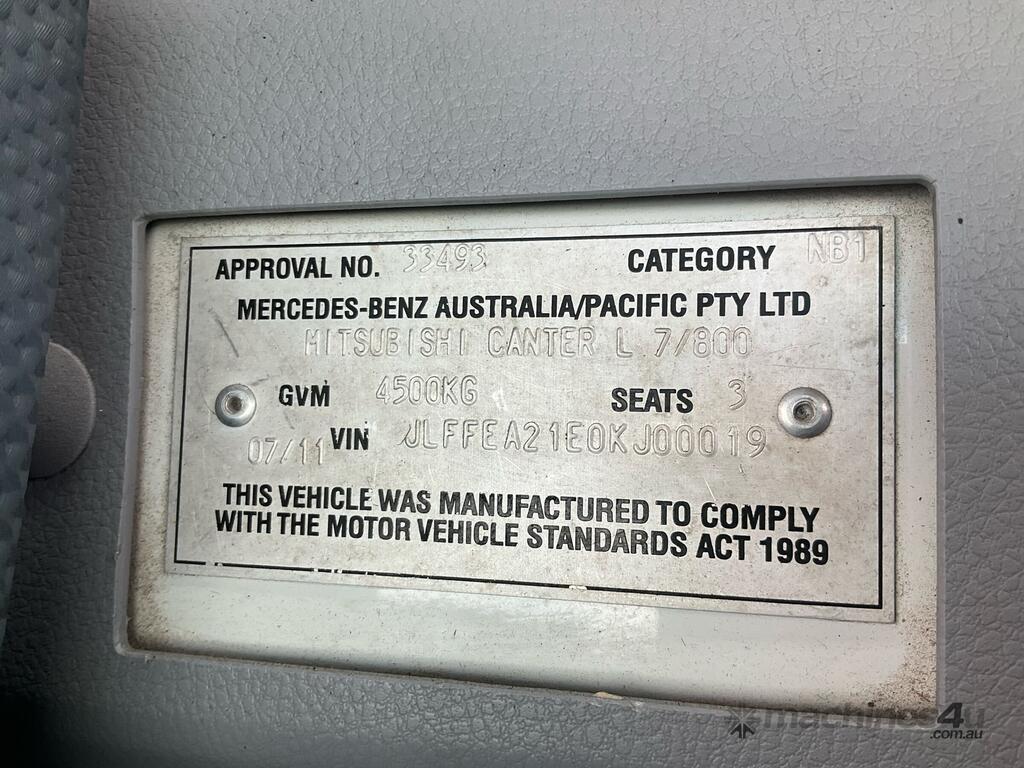 APPROVAL NO. 33493 CATEGORY NB1
MERCEDES-BENZ AUSTRALIA/PACIFIC PTY LTD
MITSUBISHI CANTER L 7/800
GVM 4500KG SEATS 3
07/11 VIN JLFFEA21E0KJ00019
THIS VEHICLE WAS MANUFACTURED TO COMPLY
WITH THE MOTOR VEHICLE STANDARDS ACT 1989
machines4u
.com.au